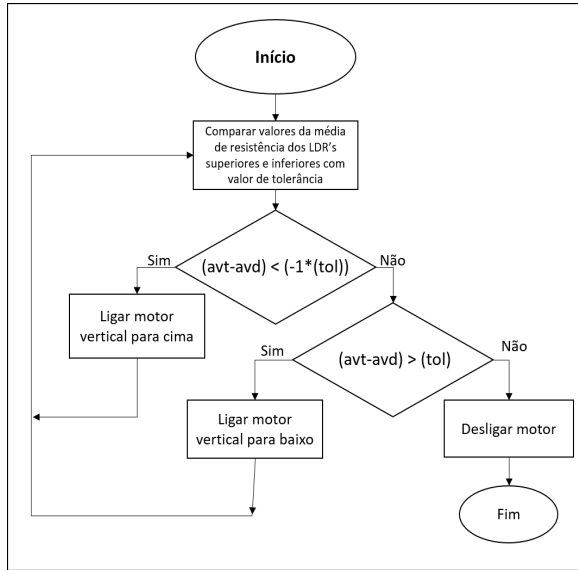 Início
Comparar valores da média
de resistência dos LDR's
superiores e inferiores com
valor de tolerância
(avt-avd) < (-1*(tol))
Sim
Não
Ligar motor
vertical para cima
(avt-avd) > (tol)
Sim
Não
Ligar motor
vertical para baixo
Desligar motor
Fim